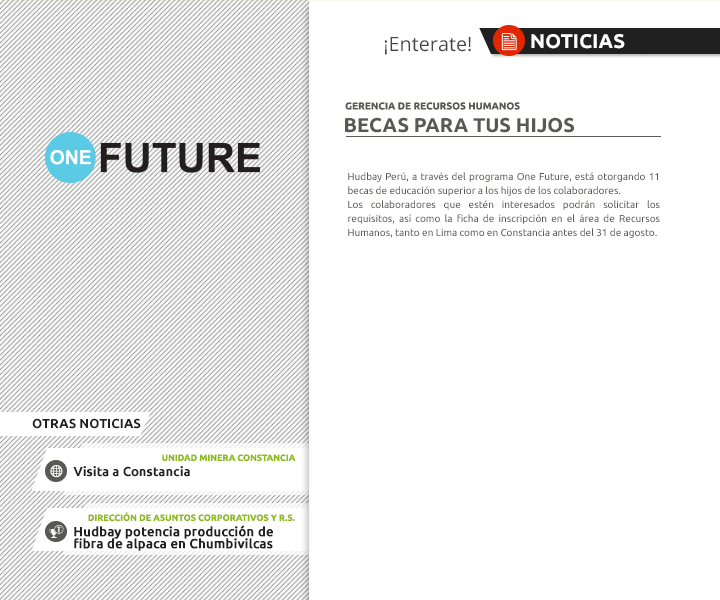 ¡Enterate!
NOTICIAS
ONE FUTURE
GERENCIA DE RECURSOS HUMANOS
BECAS PARA TUS HIJOS
Hudbay Perú, a través del programa One Future, está otorgando 11
becas de educación superior a los hijos de los colaboradores.
Los colaboradores que estén interesados podrán solicitar los
requisitos, así como la ficha de inscripción en el área de Recursos
Humanos, tanto en Lima como en Constancia antes del 31 de agosto.
OTRAS NOTICIAS
UNIDAD MINERA CONSTANCIA
Visita a Constancia
DIRECCIÓN DE ASUNTOS CORPORATIVOS Y R.S.
Hudbay potencia producción de
fibra de alpaca en Chumbivilcas